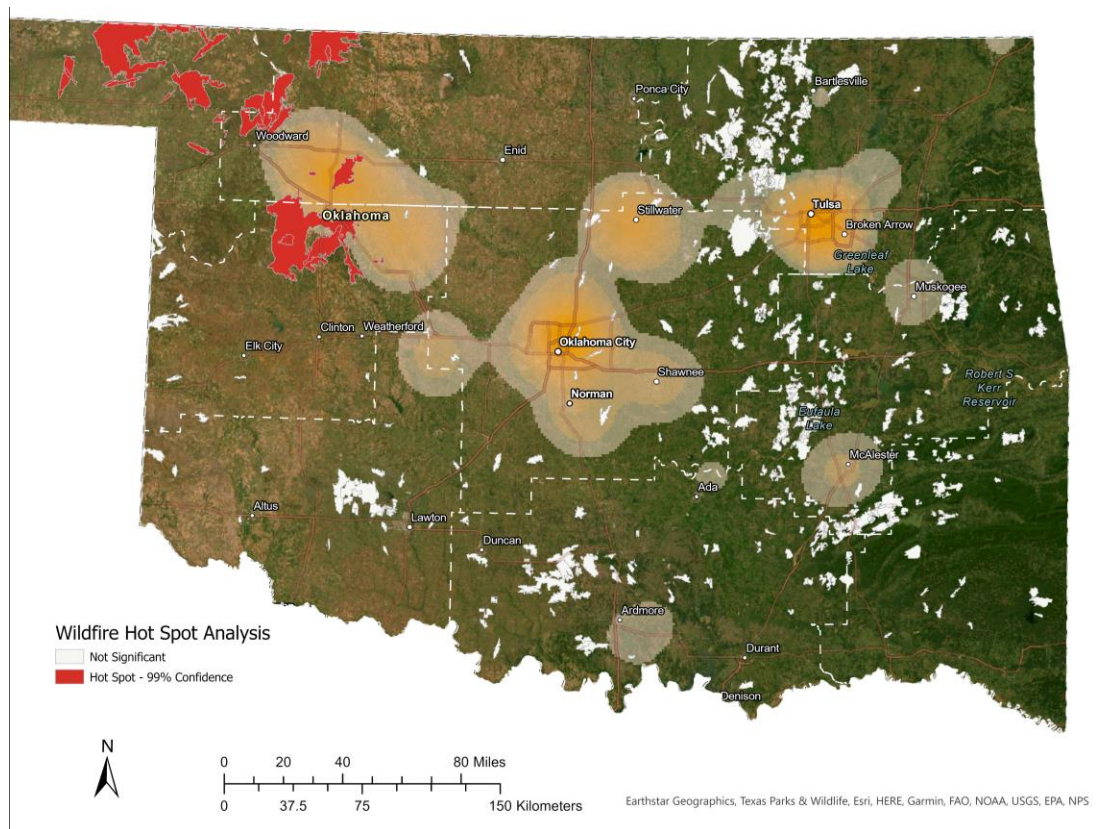 Ponca City
Bartlesville
Woodward
Enid
Oklahoma
Stillwater
Tulsa
Broken Arrow
Greenleaf
Lake
Muskogee
Clinton
Weatherford
Elk City
Oklahoma City
Shawnee
Norman
Robert S
Kerr
Reservoir
Eufaula
Lake
McAlester
Ada
Altus
Lawton
Duncan
Ardmore
Durant
Denison
Wildfire Hot Spot Analysis
Not Significant
Hot Spot - 99% Confidence
N
0 20 40 80 Miles
0 37.5 75 150 Kilometers
Earthstar Geographics, Texas Parks & Wildlife, Esri, HERE, Garmin, FAO, NOAA, USGS, EPA, NPS